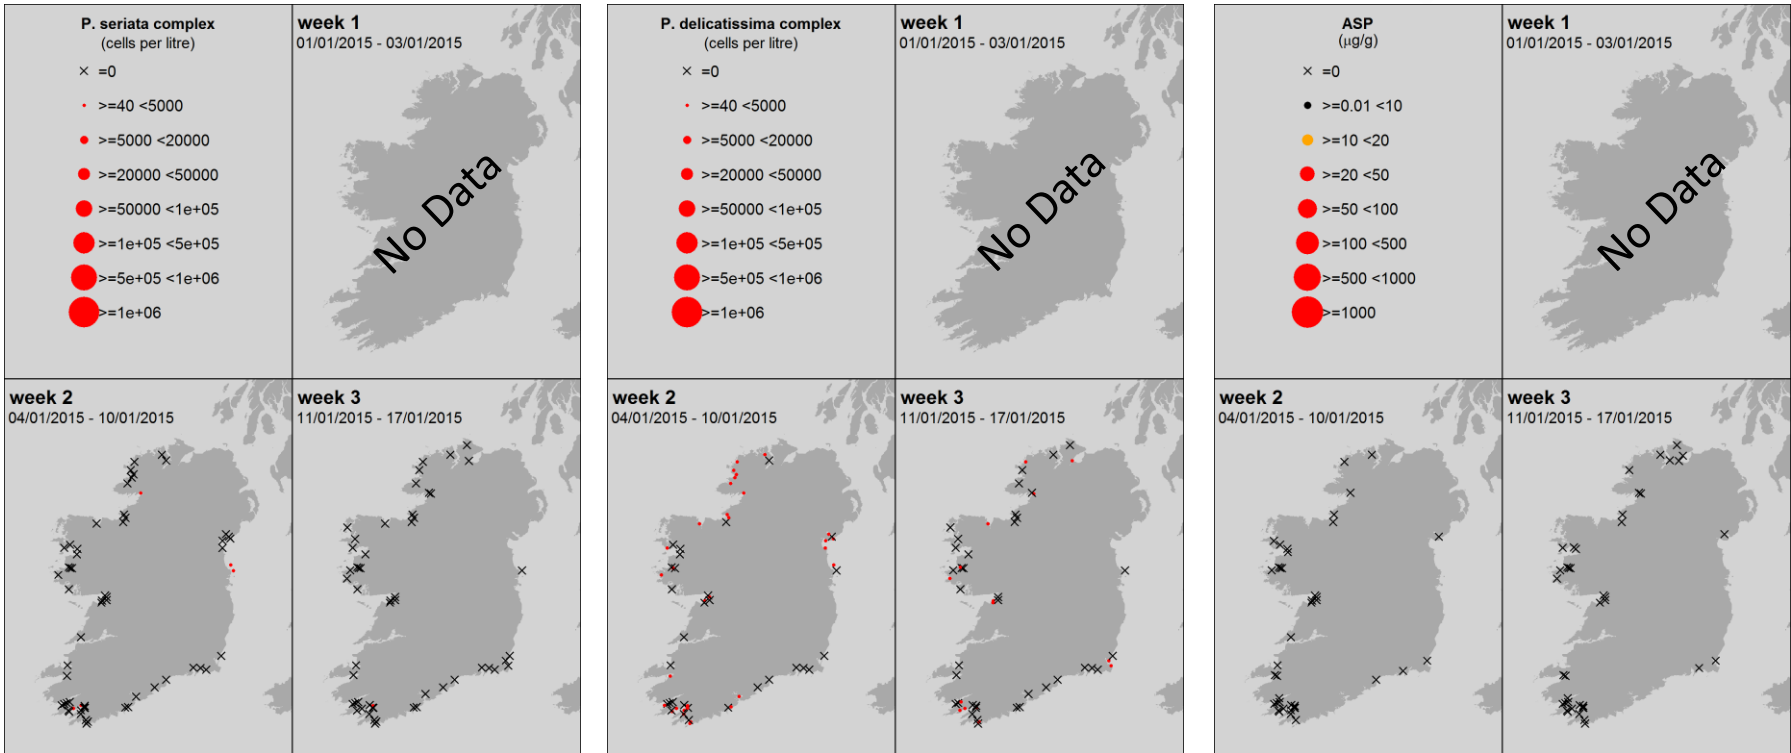 P. seriata complex
(cells per litre)
=0
>=40 <5000
>=5000 <20000
>=20000 <50000
>=50000 <1e+05
>=1e+05 <5e+05
>=5e+05 <1e+06
>=1e+06
week 1
01/01/2015 - 03/01/2015
No Data
week 2
04/01/2015 - 10/01/2015
week 3
11/01/2015 - 17/01/2015
P. delicatissima complex
(cells per litre)
=0
>=40 <5000
>=5000 <20000
>=20000 <50000
>=50000 <1e+05
>=1e+05 <5e+05
>=5e+05 <1e+06
>=1e+06
week 1
01/01/2015 - 03/01/2015
No Data
week 2
04/01/2015 - 10/01/2015
week 3
11/01/2015 - 17/01/2015
ASP
(µg/g)
=0
>=0.01 <10
>=10 <20
>=20 <50
>=50 <100
>=100 <500
>=500 <1000
>=1000
week 1
01/01/2015 - 03/01/2015
No Data
week 2
04/01/2015 - 10/01/2015
week 3
11/01/2015 - 17/01/2015